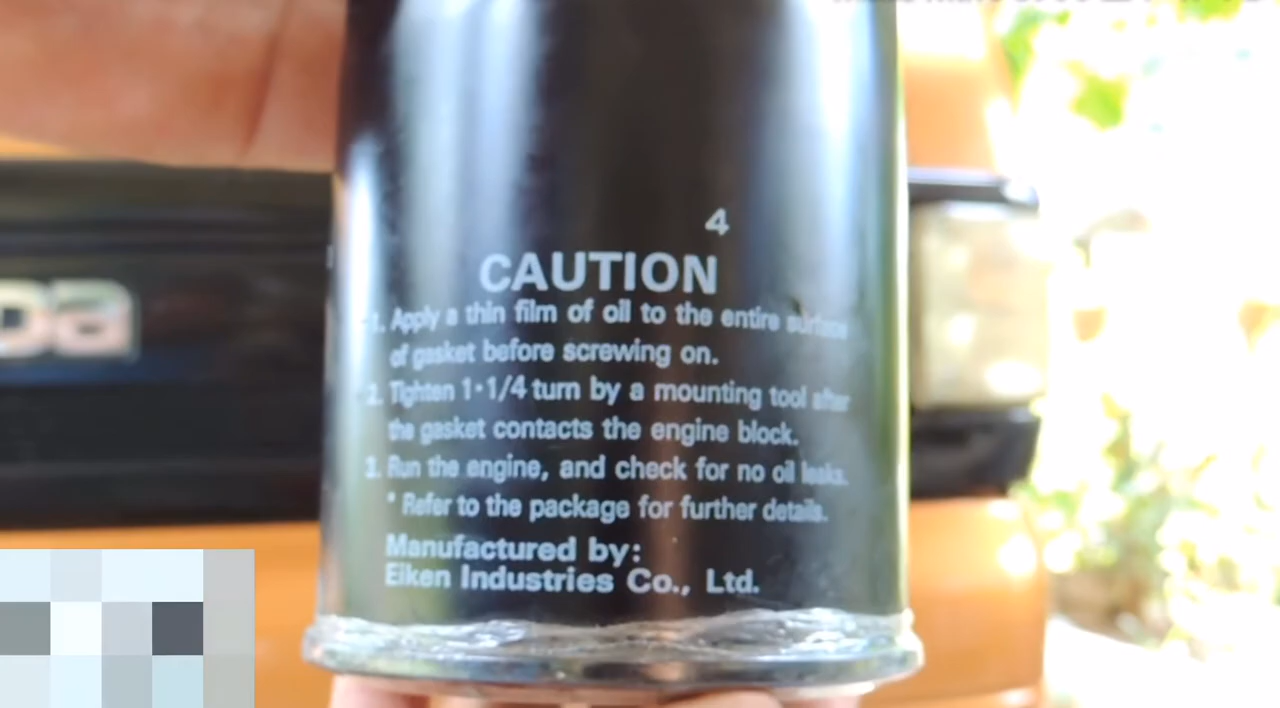 4
CAUTION
1. Apply a thin film of oil to the entire surface
of gasket before screwing on.
2. Tighten 1·1/4 turn by a mounting tool after
the gasket contacts the engine block.
3. Run the engine, and check for no oil leaks.
* Refer to the package for further details.
Manufactured by:
Eiken Industries Co., Ltd.